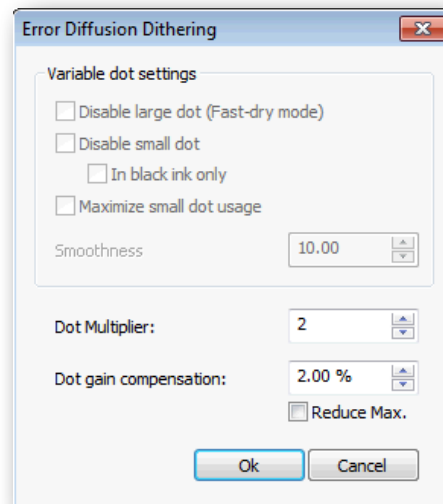 Error Diffusion Dithering
Variable dot settings
Disable large dot (Fast-dry mode)
Disable small dot
In black ink only
Maximize small dot usage
Smoothness 10.00
Dot Multiplier: 2
Dot gain compensation: 2.00 %
Reduce Max.
Ok Cancel